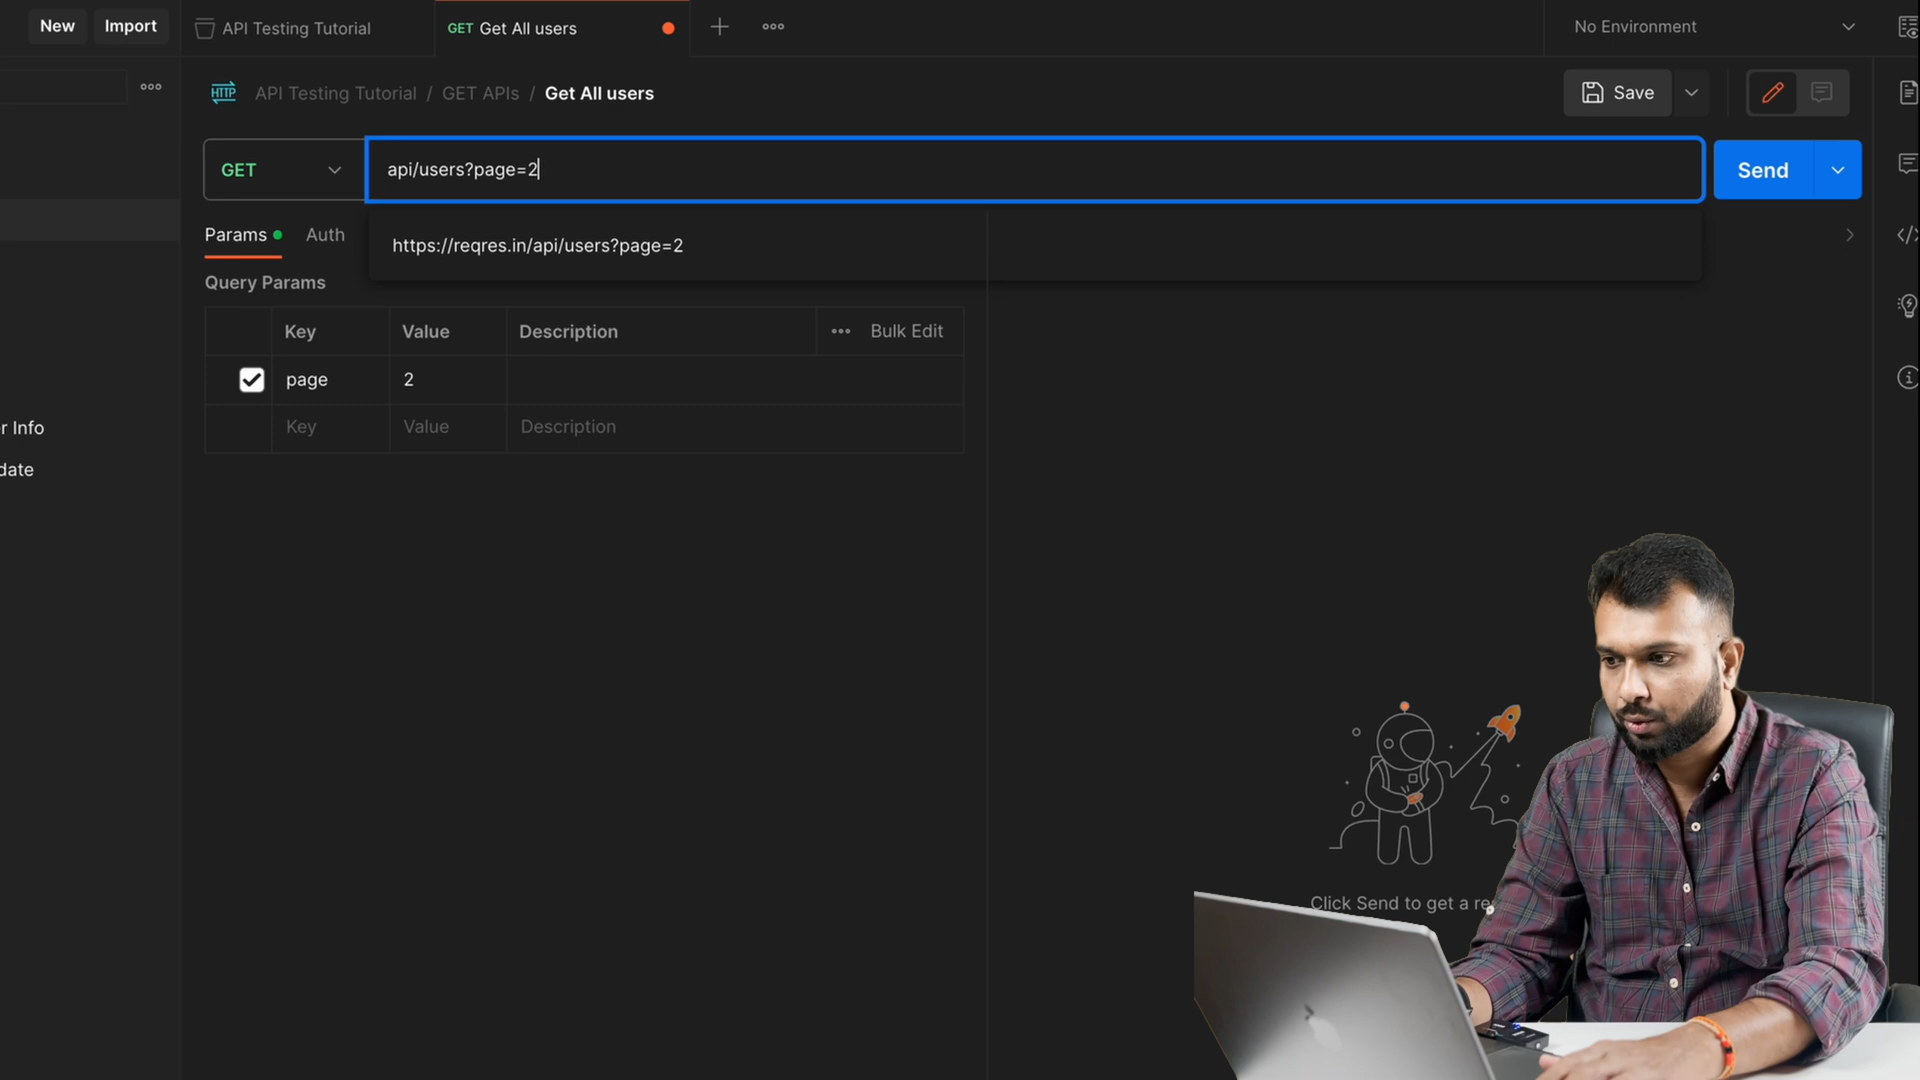 New
Import
API Testing Tutorial
GET Get All users
No Environment
HTTP
API Testing Tutorial / GET APIs / Get All users
Save
GET
api/users?page=2
Send
Params
Auth
https://reqres.in/api/users?page=2
Query Params
Key
Value
Description
Bulk Edit
page
2
Key
Value
Description
r Info
date
Click Send to get a re